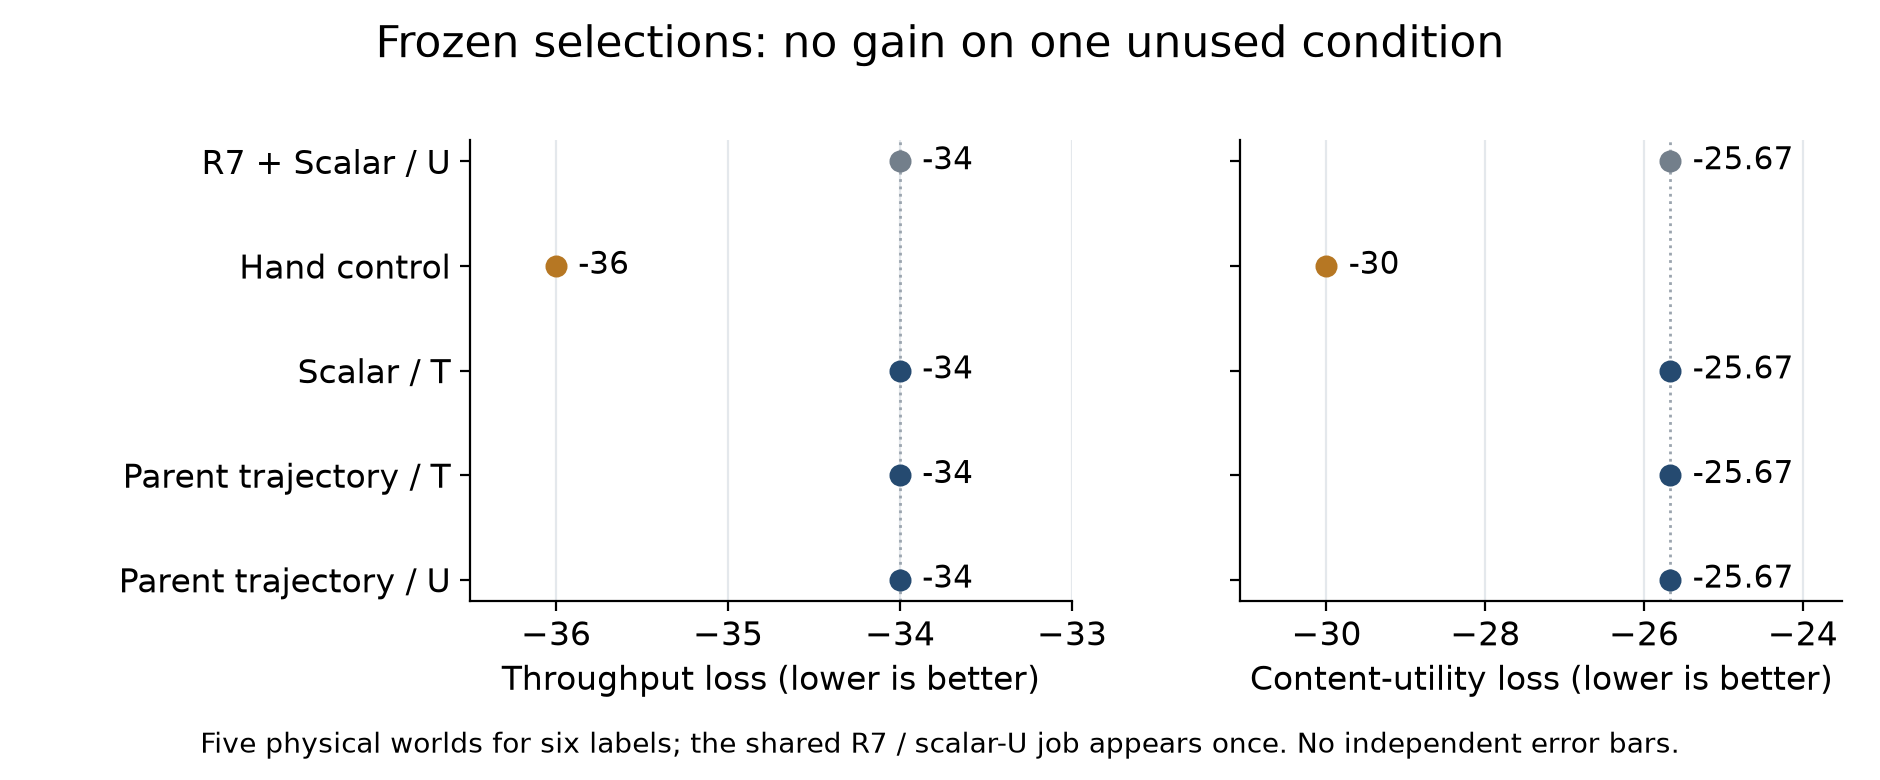 Frozen selections: no gain on one unused condition
R7 + Scalar / U
-34
-25.67
Hand control
-36
-30
Scalar / T
-34
-25.67
Parent trajectory / T
-34
-25.67
Parent trajectory / U
-34
-25.67
−36 −35 −34 −33
−30 −28 −26 −24
Throughput loss (lower is better)
Content-utility loss (lower is better)
Five physical worlds for six labels; the shared R7 / scalar-U job appears once. No independent error bars.